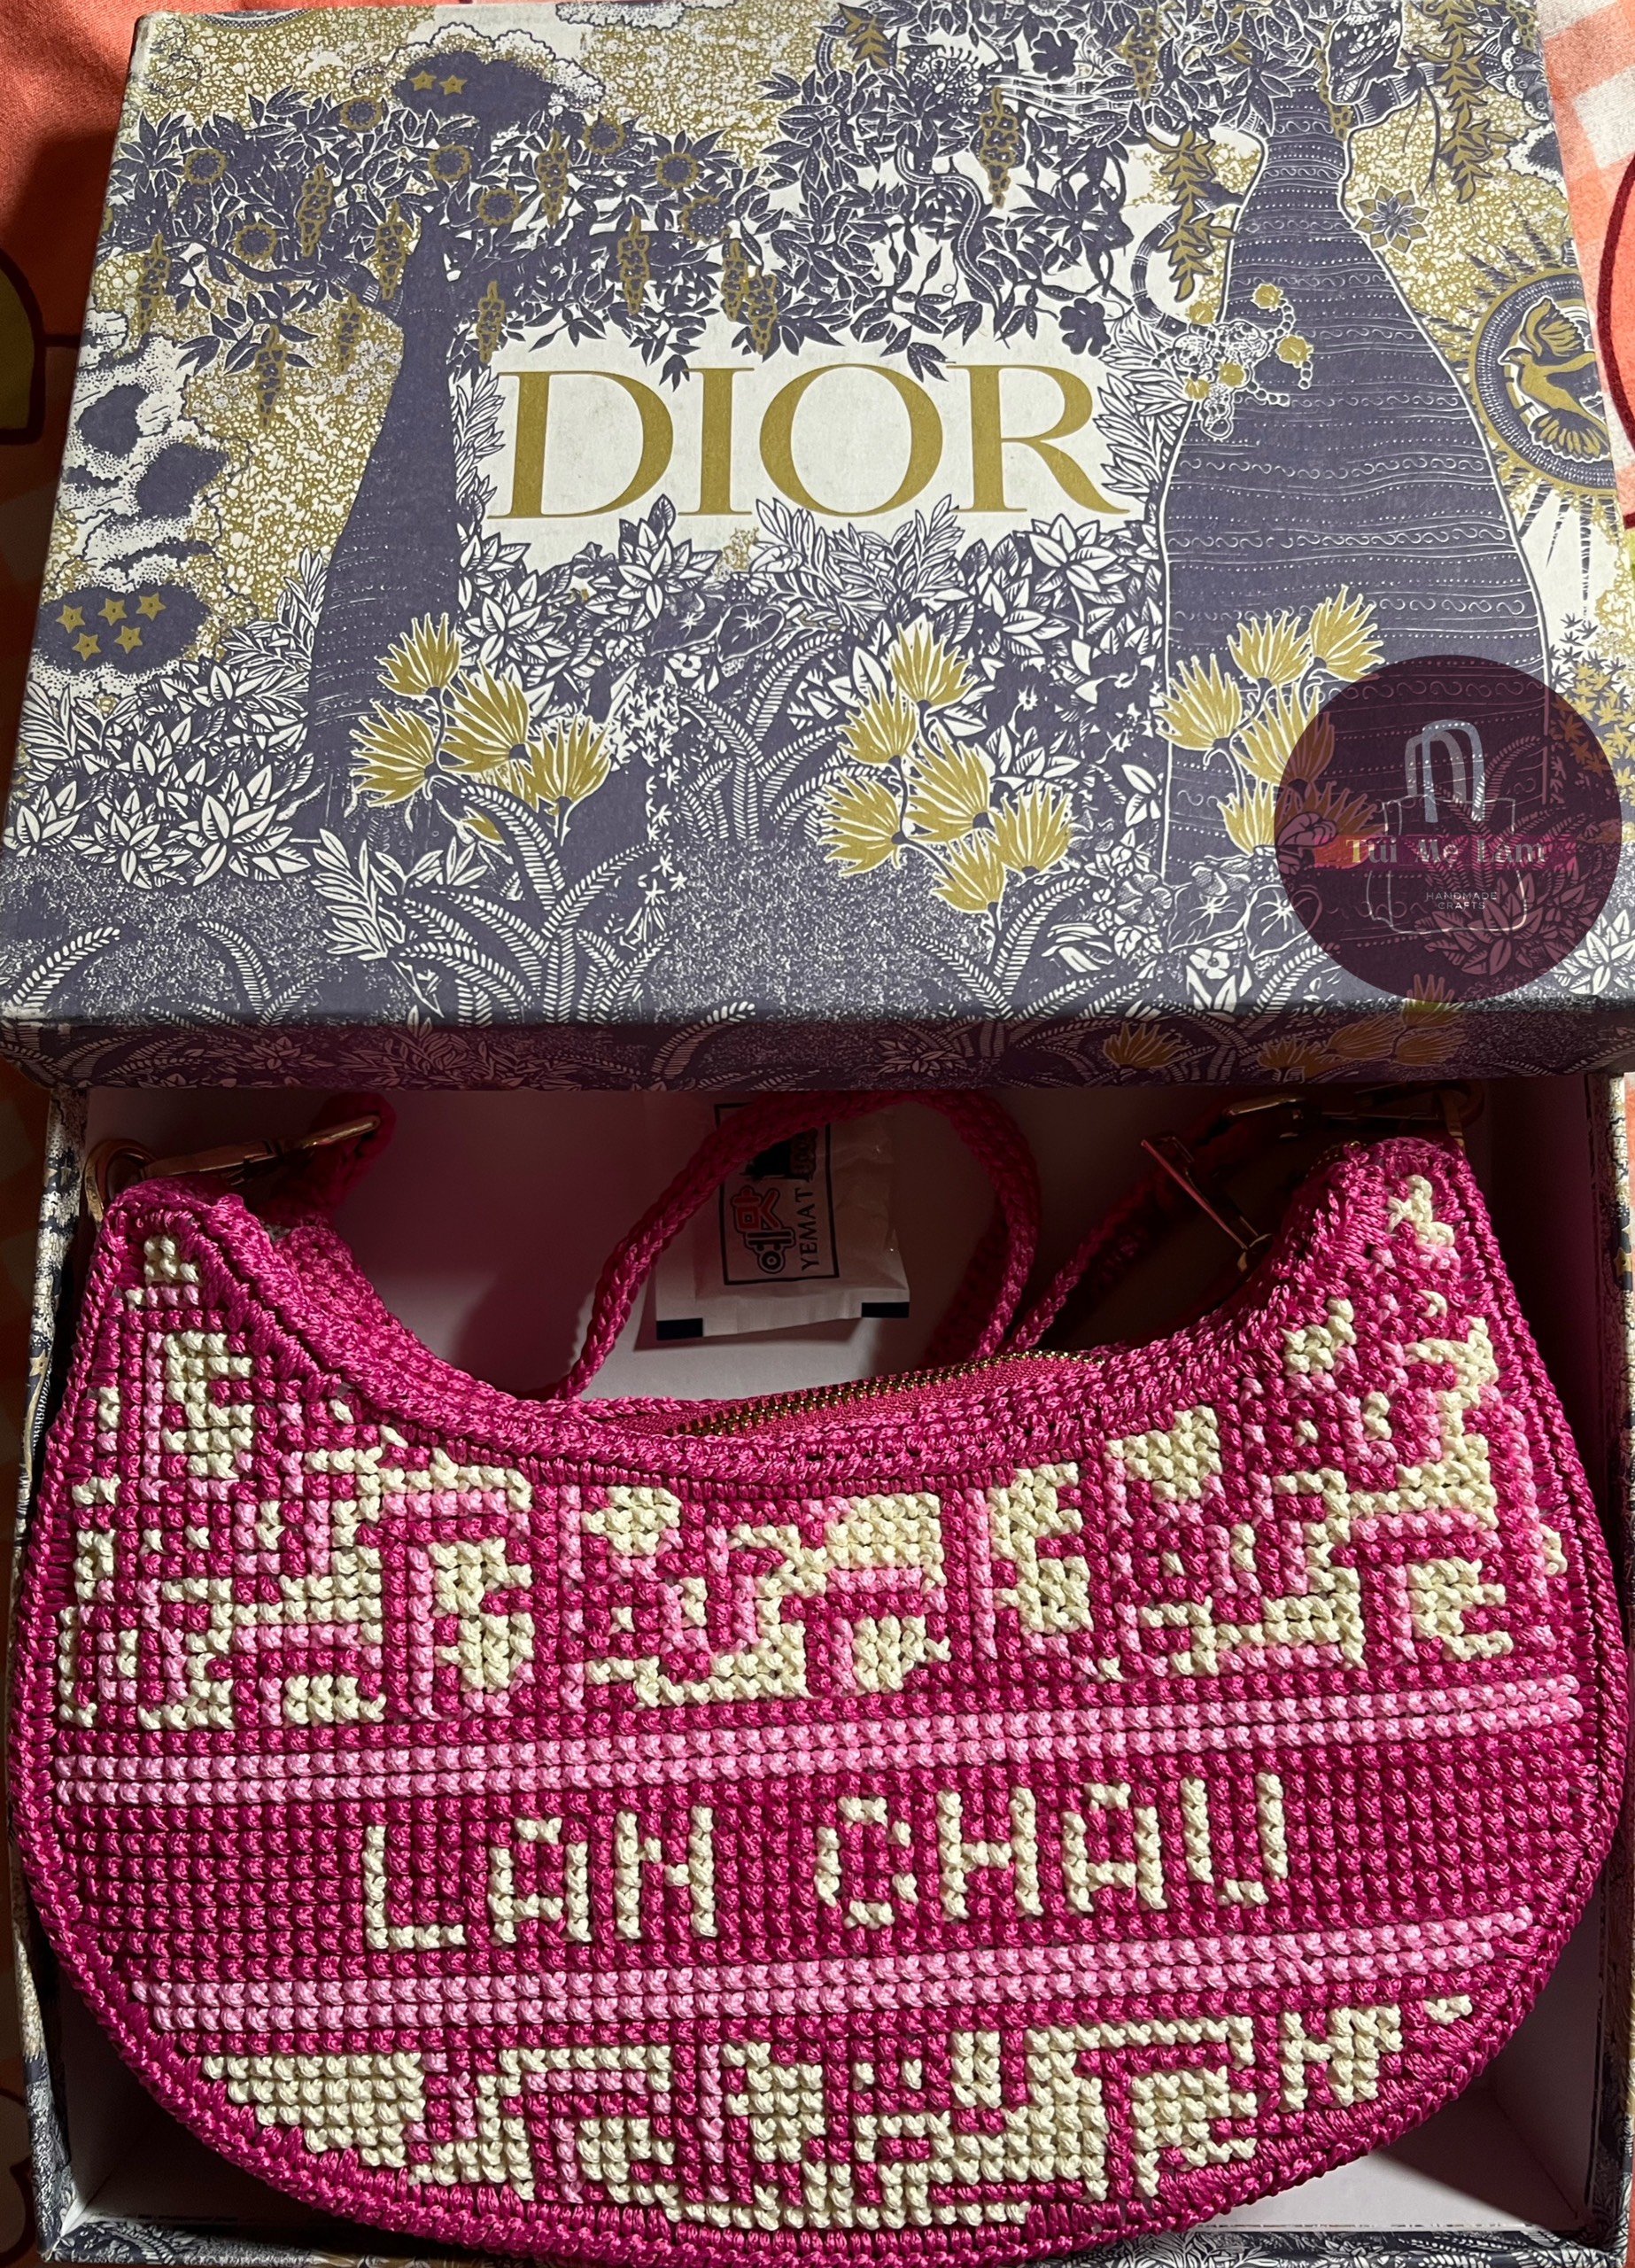 DIOR
Túi Mẹ Làm
HANDMADE
CRAFTS
YEMAT
LAN CHAU